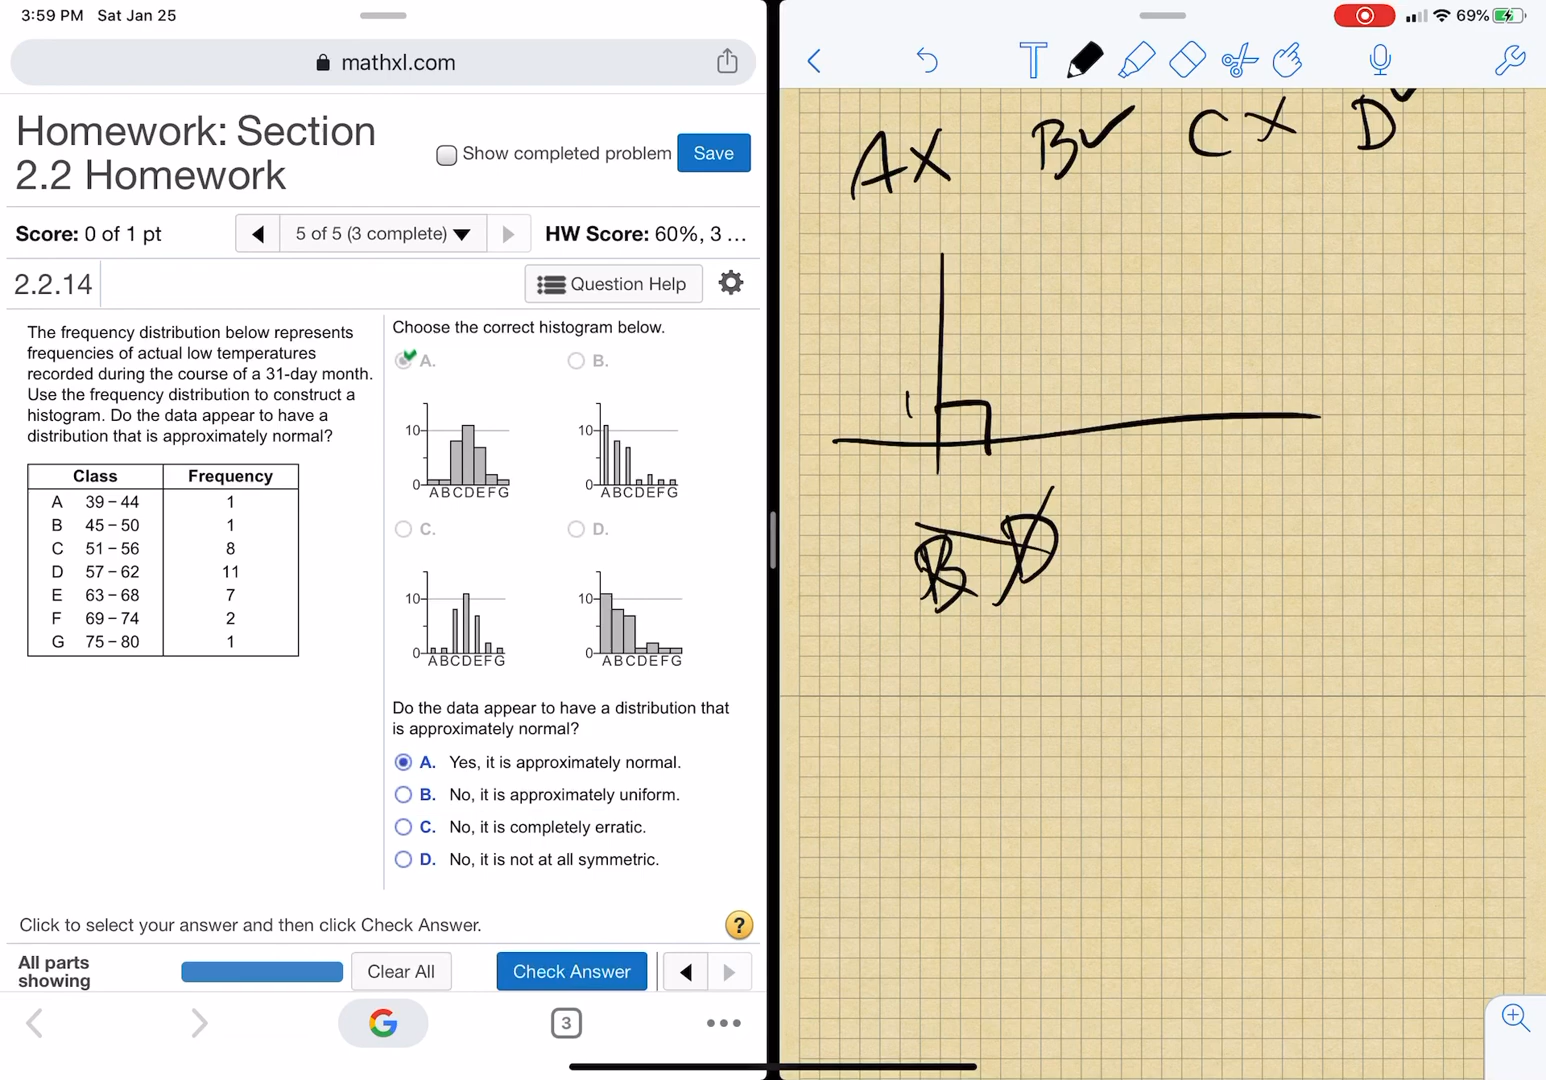 3:59 PM Sat Jan 25
69%
mathxl.com
T
Homework: Section
2.2 Homework
Show completed problem
Save
Score: 0 of 1 pt
5 of 5 (3 complete)
HW Score: 60%, 3 ...
2.2.14
Question Help
The frequency distribution below represents
frequencies of actual low temperatures
recorded during the course of a 31-day month.
Use the frequency distribution to construct a
histogram. Do the data appear to have a
distribution that is approximately normal?
Class Frequency
A 39 – 44 1
B 45 – 50 1
C 51 – 56 8
D 57 – 62 11
E 63 – 68 7
F 69 – 74 2
G 75 – 80 1
Choose the correct histogram below.
A. B.
10 10
0 0
ABCDEFG ABCDEFG
C. D.
10 10
0 0
ABCDEFG ABCDEFG
Do the data appear to have a distribution that
is approximately normal?
A. Yes, it is approximately normal.
B. No, it is approximately uniform.
C. No, it is completely erratic.
D. No, it is not at all symmetric.
Click to select your answer and then click Check Answer.
?
All parts
showing
Clear All
Check Answer
G
3
A X B ✓ C X D ✓
1
B D